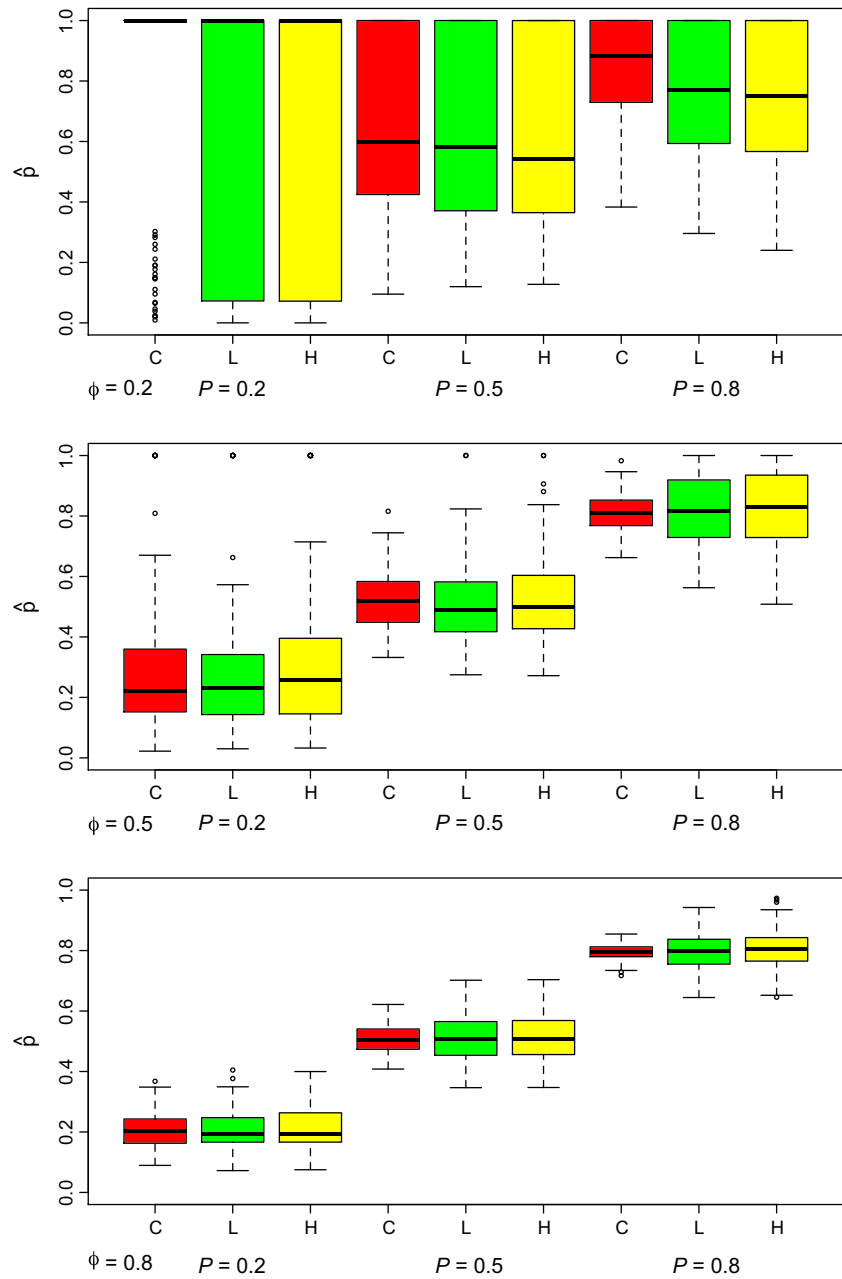 1.0
0.8
0.6
0.4
0.2
0.0
p̂
C L H C L H C L H
ϕ = 0.2 P = 0.2 P = 0.5 P = 0.8
1.0
0.8
0.6
0.4
0.2
0.0
p̂
C L H C L H C L H
ϕ = 0.5 P = 0.2 P = 0.5 P = 0.8
1.0
0.8
0.6
0.4
0.2
0.0
p̂
C L H C L H C L H
ϕ = 0.8 P = 0.2 P = 0.5 P = 0.8